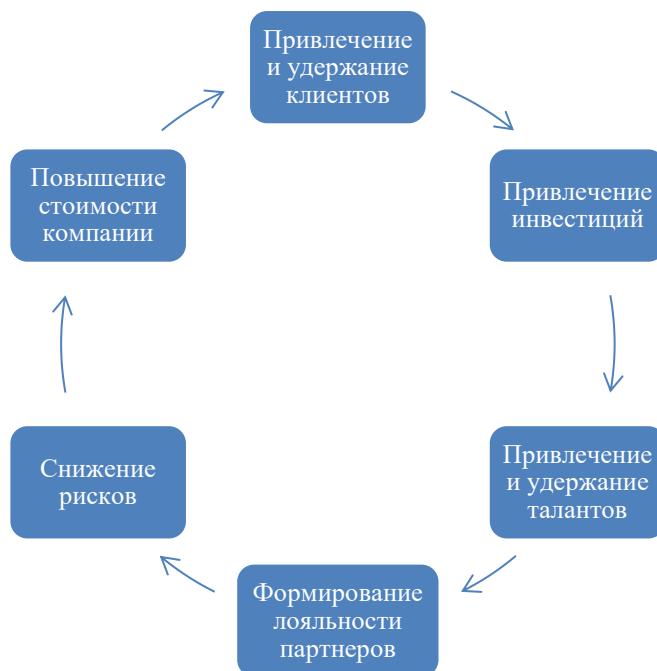 Привлечение
и удержание
клиентов
Привлечение
инвестиций
Привлечение
и удержание
талантов
Формирование
лояльности
партнеров
Снижение
рисков
Повышение
стоимости
компании